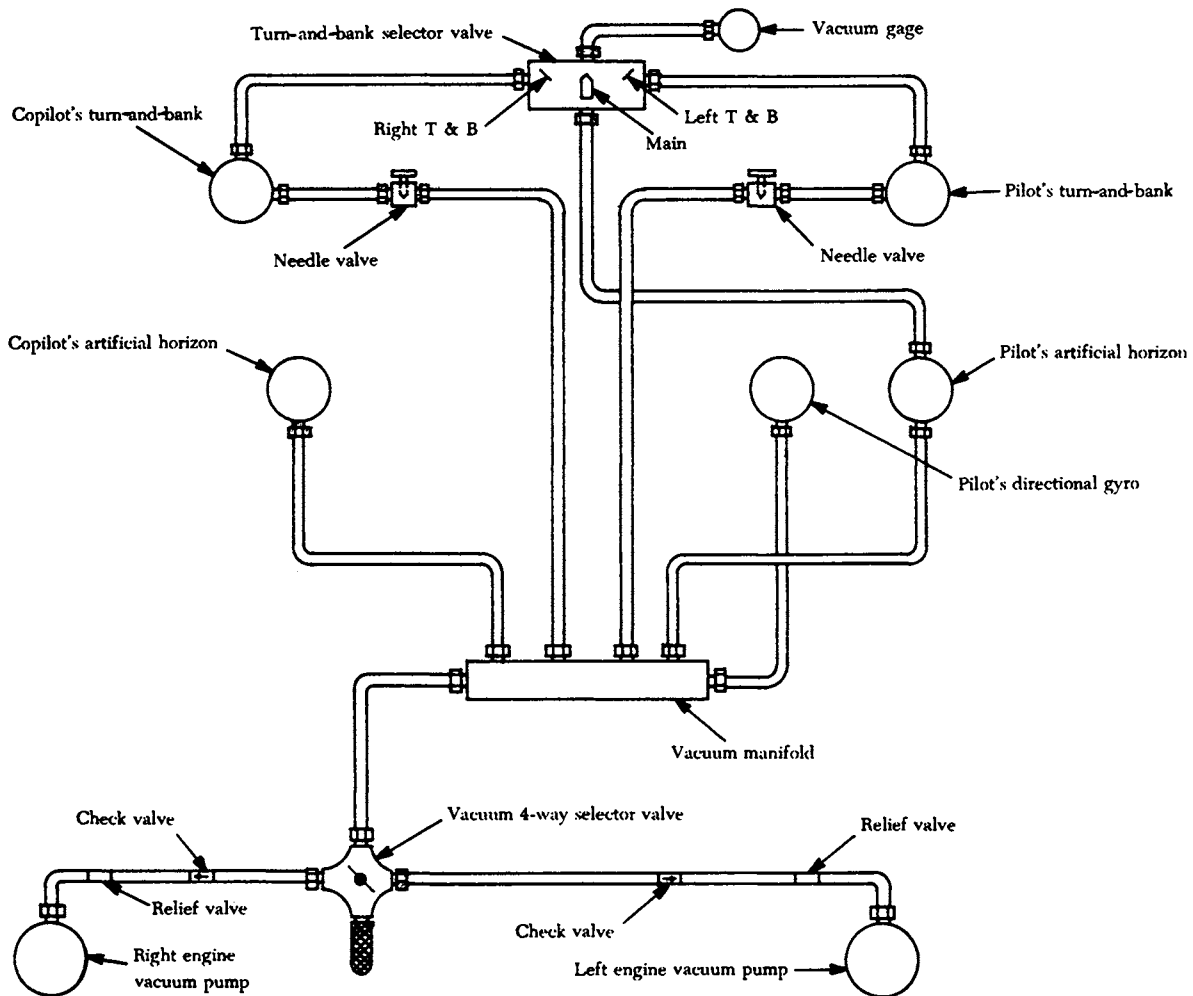 Vacuum gage
Turn-and-bank selector valve
Copilot's turn-and-bank
Right T & B
Left T & B
Main
Pilot's turn-and-bank
Needle valve
Needle valve
Copilot's artificial horizon
Pilot's artificial horizon
Pilot's directional gyro
Vacuum manifold
Check valve
Vacuum 4-way selector valve
Relief valve
Relief valve
Check valve
Right engine
vacuum pump
Left engine vacuum pump